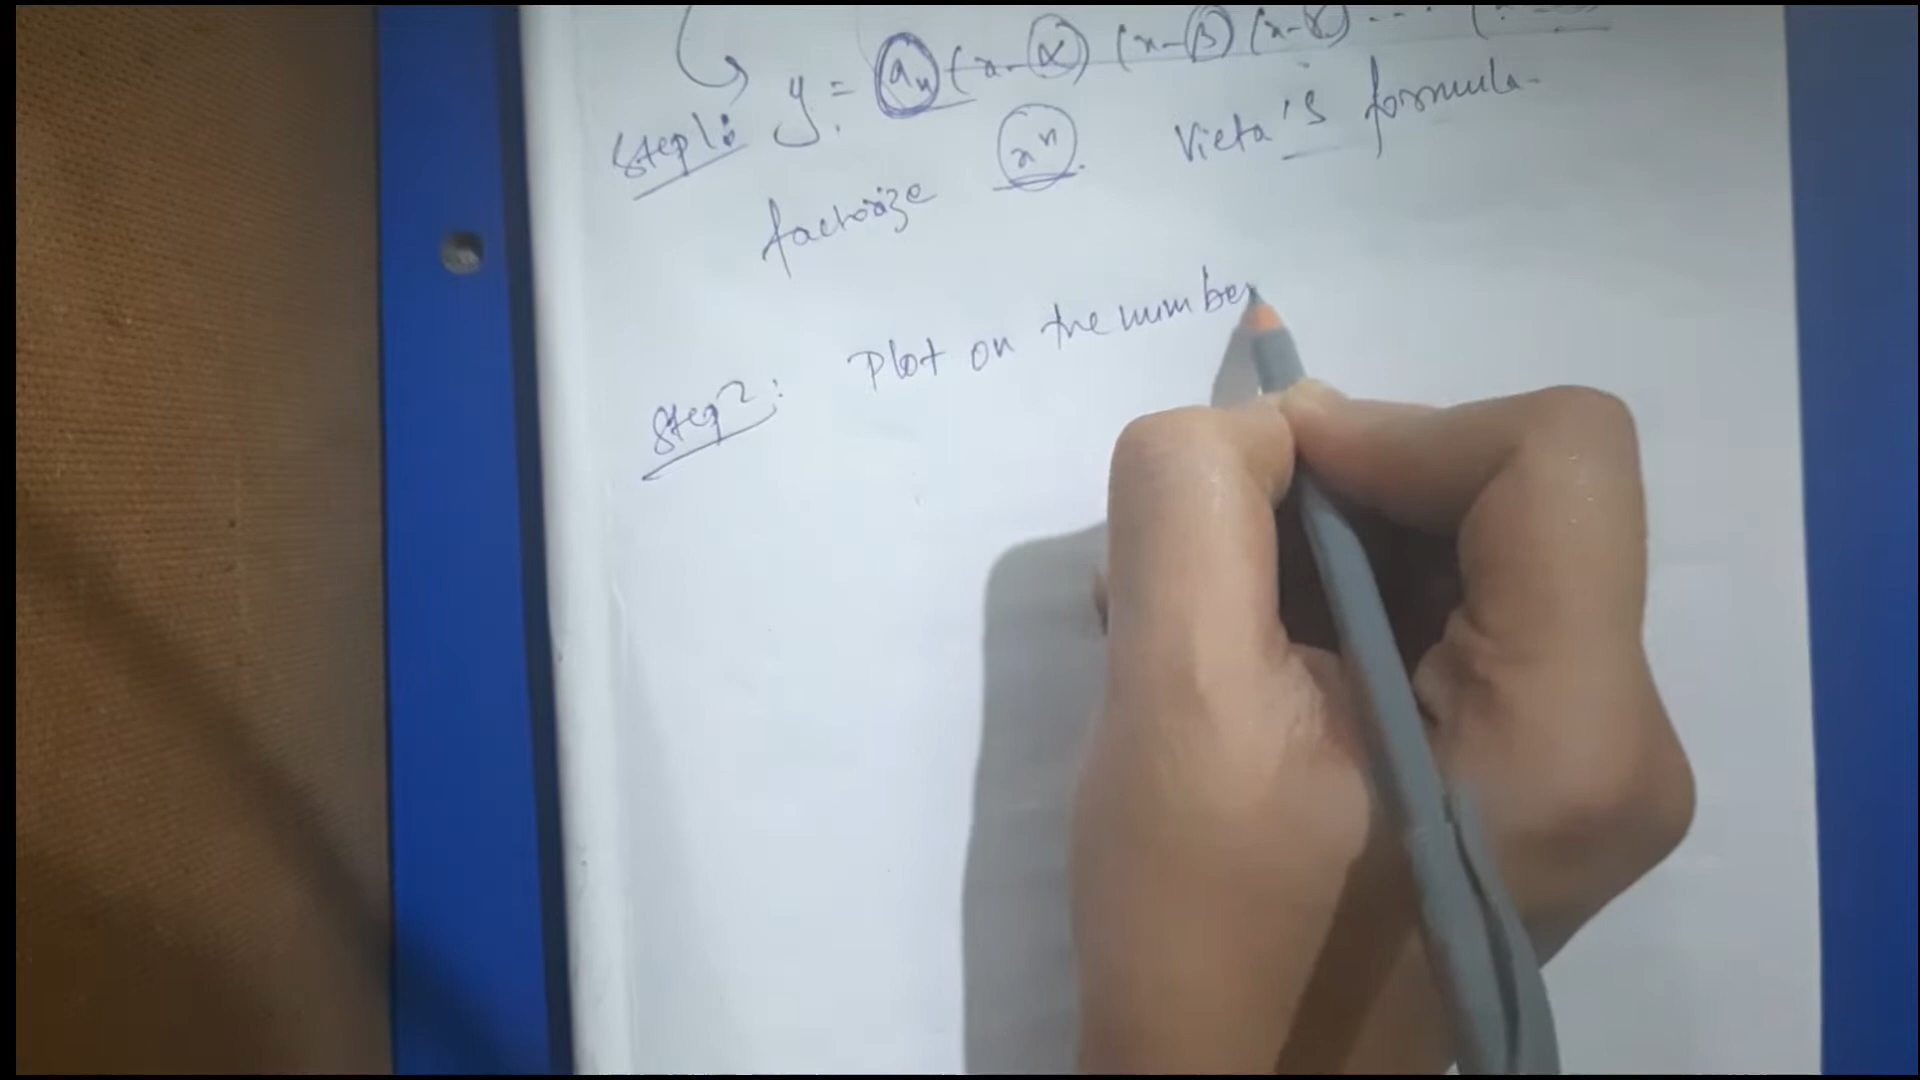 Step 1: y = aₙ (x-α) (x-β) (x-γ) ... (
factorize xⁿ Vieta's formula.
Step 2: Plot on the number